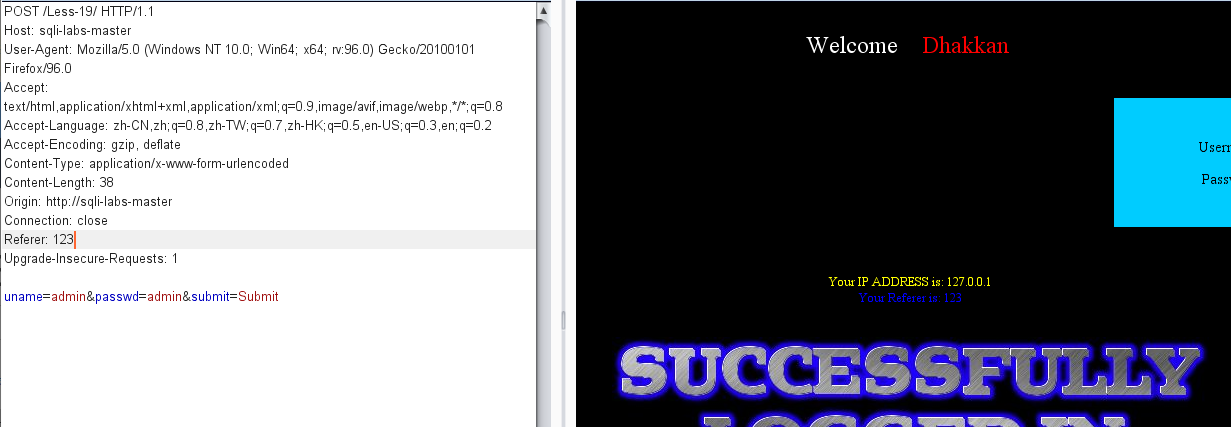 POST /Less-19/ HTTP/1.1
Host: sqli-labs-master
User-Agent: Mozilla/5.0 (Windows NT 10.0; Win64; x64; rv:96.0) Gecko/20100101
Firefox/96.0
Accept:
text/html,application/xhtml+xml,application/xml;q=0.9,image/avif,image/webp,*/*;q=0.8
Accept-Language: zh-CN,zh;q=0.8,zh-TW;q=0.7,zh-HK;q=0.5,en-US;q=0.3,en;q=0.2
Accept-Encoding: gzip, deflate
Content-Type: application/x-www-form-urlencoded
Content-Length: 38
Origin: http://sqli-labs-master
Connection: close
Referer: 123
Upgrade-Insecure-Requests: 1
uname=admin&passwd=admin&submit=Submit
Welcome Dhakkan
Your IP ADDRESS is: 127.0.0.1
Your Referer is: 123
SUCCESSFULLY
LOGGED IN